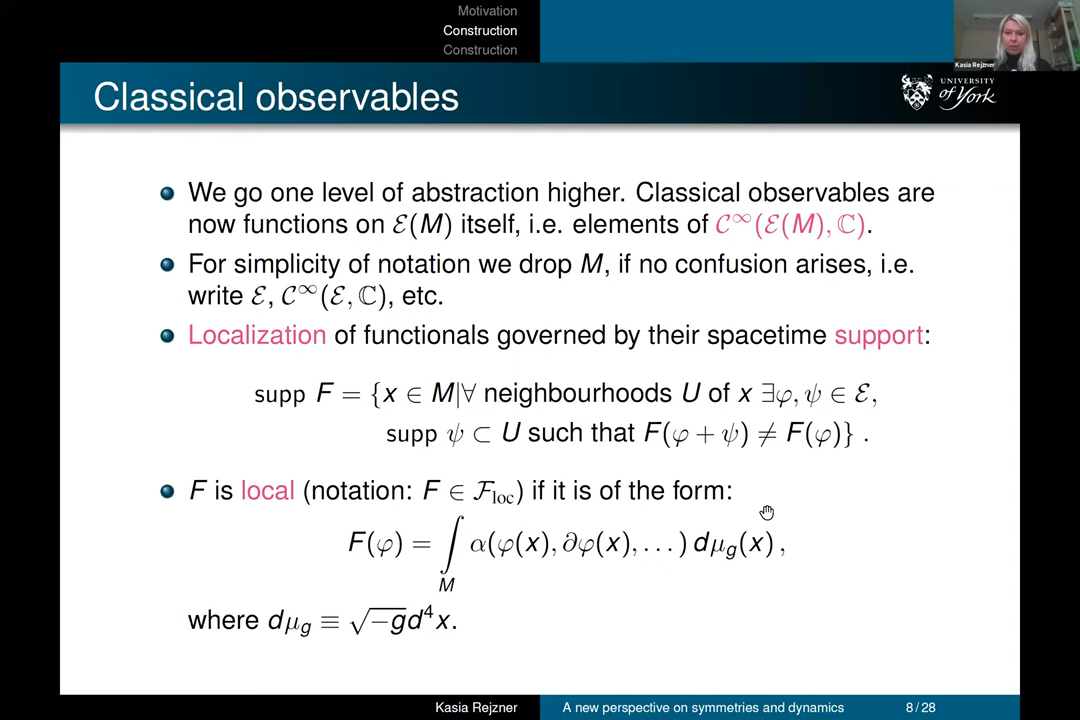 Motivation
Construction
Construction
Kasia Rejzner
Classical observables
UNIVERSITY
of York
We go one level of abstraction higher. Classical observables are
now functions on ℰ(M) itself, i.e. elements of 𝒞^∞(ℰ(M), ℂ).
For simplicity of notation we drop M, if no confusion arises, i.e.
write ℰ, 𝒞^∞(ℰ, ℂ), etc.
Localization of functionals governed by their spacetime support:
supp F = {x ∈ M|∀ neighbourhoods U of x ∃φ, ψ ∈ ℰ,
supp ψ ⊂ U such that F(φ + ψ) ≠ F(φ)} .
F is local (notation: F ∈ ℱ_loc) if it is of the form:
F(φ) = ∫_M α(φ(x), ∂φ(x), . . . ) dμ_g(x) ,
where dμ_g ≡ √−g d⁴x.
Kasia Rejzner
A new perspective on symmetries and dynamics
8 / 28